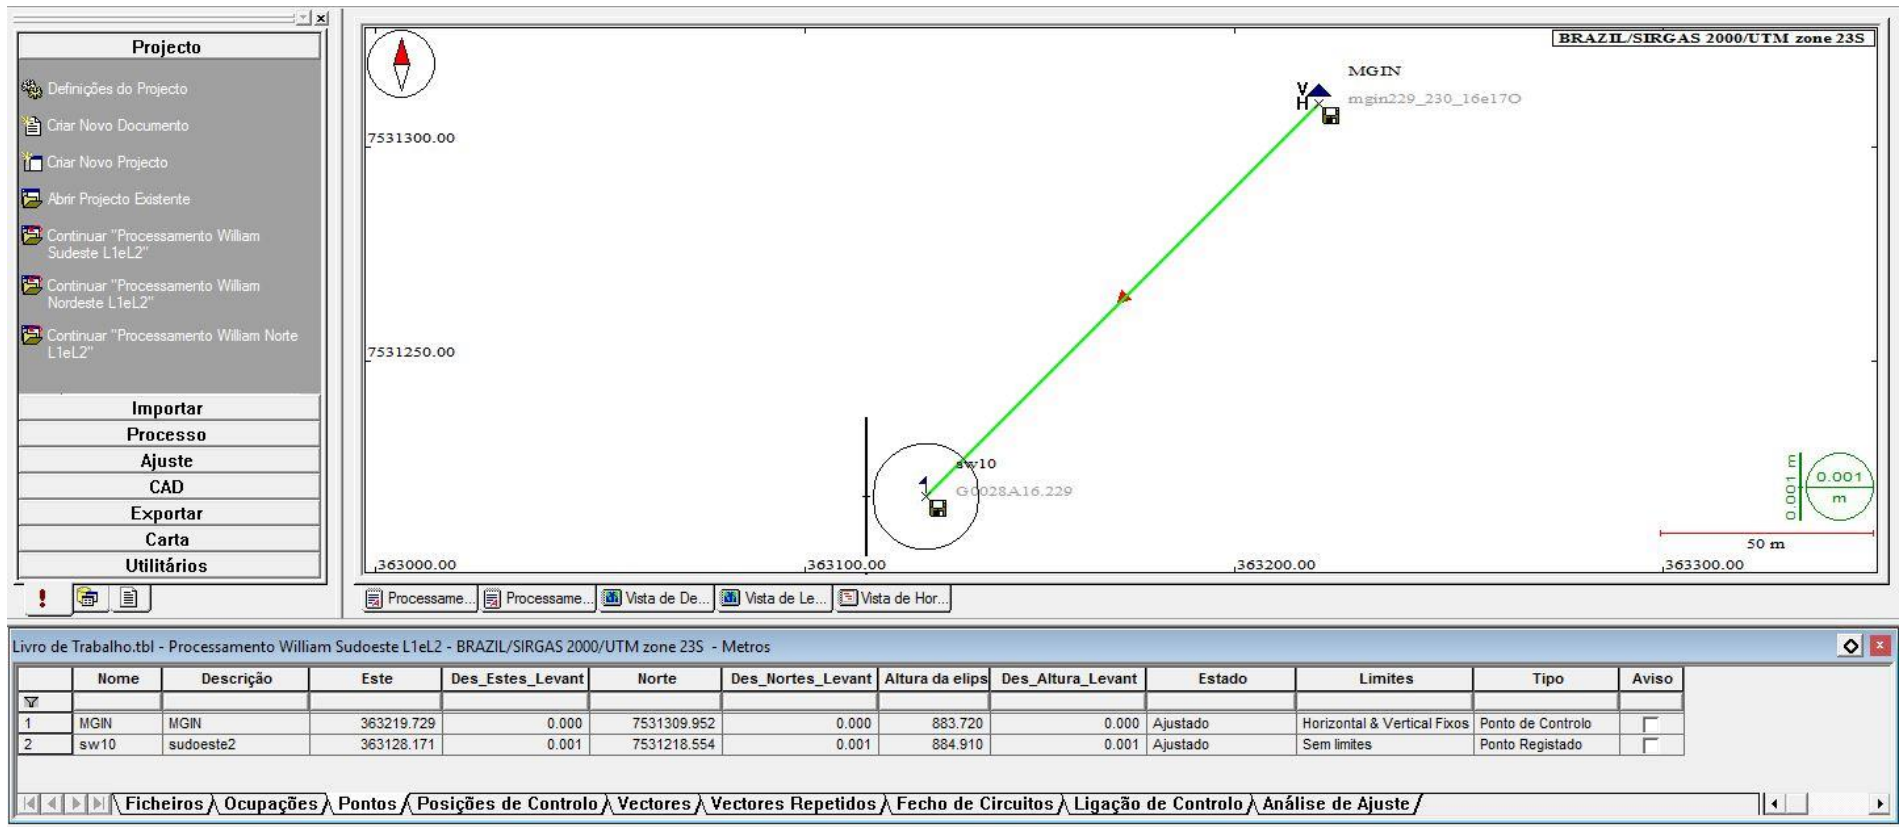 Projecto
Definições do Projecto
Criar Novo Documento
Criar Novo Projecto
Abrir Projecto Existente
Continuar "Processamento William
Sudeste L1eL2"
Continuar "Processamento William
Nordeste L1eL2"
Continuar "Processamento William Norte
L1eL2"
Importar
Processo
Ajuste
CAD
Exportar
Carta
Utilitários
BRAZIL/SIRGAS 2000/UTM zone 23S
MGIN
V
H
mgin229_230_16e17O
7531300.00
7531250.00
sw10
G0028A16.229
0.001 m
0.001
m
50 m
363000.00 363100.00 363200.00 363300.00
Processame... Processame... Vista de De... Vista de Le... Vista de Hor...
Livro de Trabalho.tbl - Processamento William Sudoeste L1eL2 - BRAZIL/SIRGAS 2000/UTM zone 23S - Metros
Nome Descrição Este Des_Estes_Levant Norte Des_Nortes_Levant Altura da elips Des_Altura_Levant Estado Limites Tipo Aviso
1 MGIN MGIN 363219.729 0.000 7531309.952 0.000 883.720 0.000 Ajustado Horizontal & Vertical Fixos Ponto de Controlo
2 sw10 sudoeste2 363128.171 0.001 7531218.554 0.001 884.910 0.001 Ajustado Sem limites Ponto Registado
Ficheiros Ocupações Pontos Posições de Controlo Vectores Vectores Repetidos Fecho de Circuitos Ligação de Controlo Análise de Ajuste